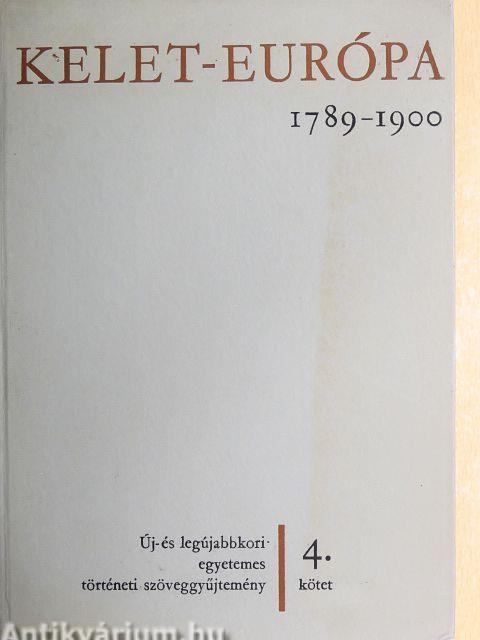 KELET-EURÓPA
1789-1900
Új- és legújabbkori
egyetemes
történeti szöveggyűjtemény
4.
kötet
Antikvárium.hu